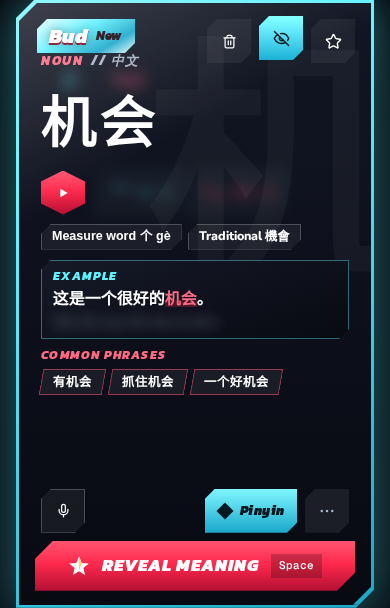 Bud New
NOUN // 中文
机会
Measure word 个 gè
Traditional 機會
EXAMPLE
这是一个很好的机会。
COMMON PHRASES
有机会
抓住机会
一个好机会
Pinyin
REVEAL MEANING Space